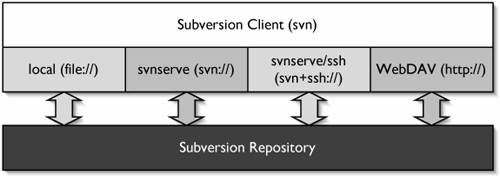 Subversion Client (svn)
local (file://)
svnserve (svn://)
svnserve/ssh
(svn+ssh://)
WebDAV (http://)
Subversion Repository